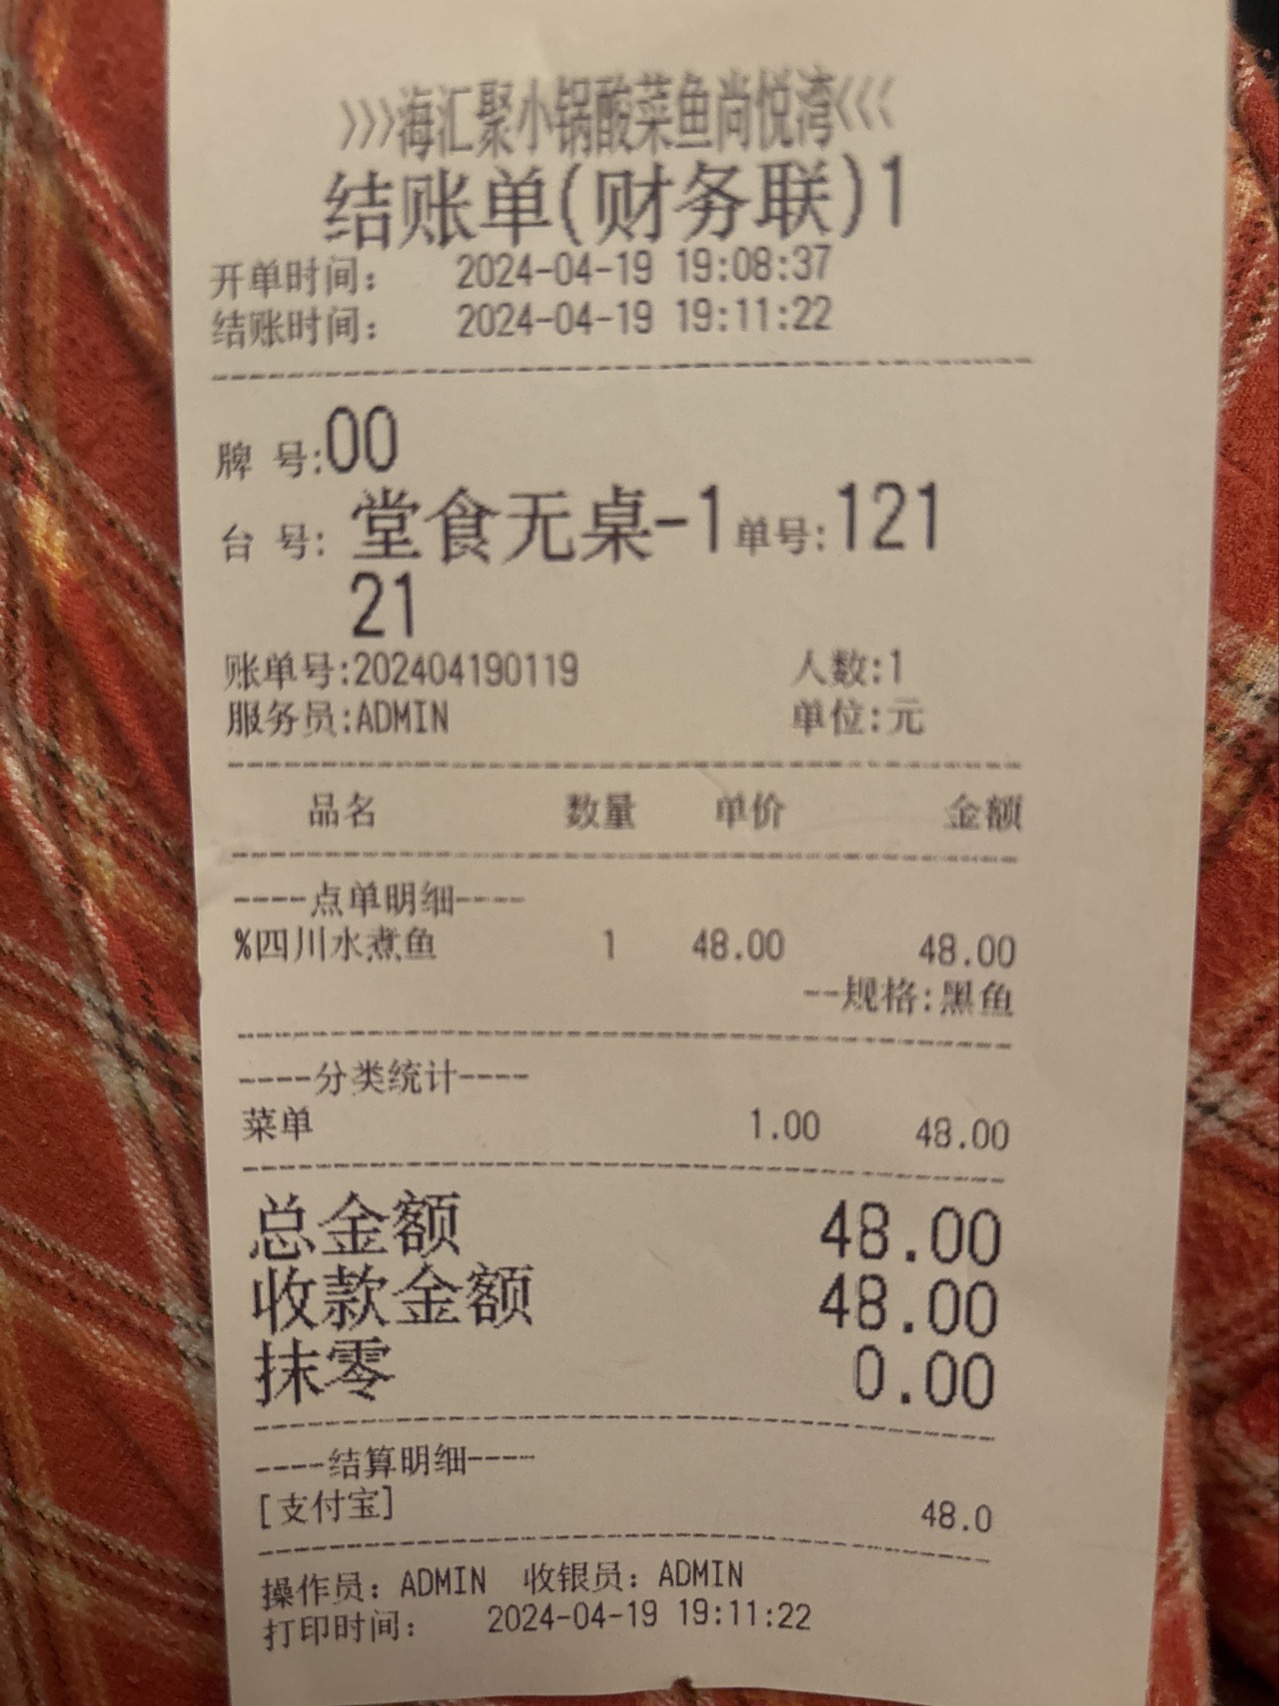 >>>海汇聚小锅酸菜鱼尚悦湾<<<
结账单(财务联)1
开单时间: 2024-04-19 19:08:37
结账时间: 2024-04-19 19:11:22
牌 号:00
台 号: 堂食无桌-1 单号:121
21
账单号:202404190119 人数:1
服务员:ADMIN 单位:元
品名 数量 单价 金额
----点单明细----
%四川水煮鱼 1 48.00 48.00
--规格:黑鱼
----分类统计----
菜单 1.00 48.00
总金额 48.00
收款金额 48.00
抹零 0.00
----结算明细----
[支付宝] 48.0
操作员: ADMIN 收银员: ADMIN
打印时间: 2024-04-19 19:11:22